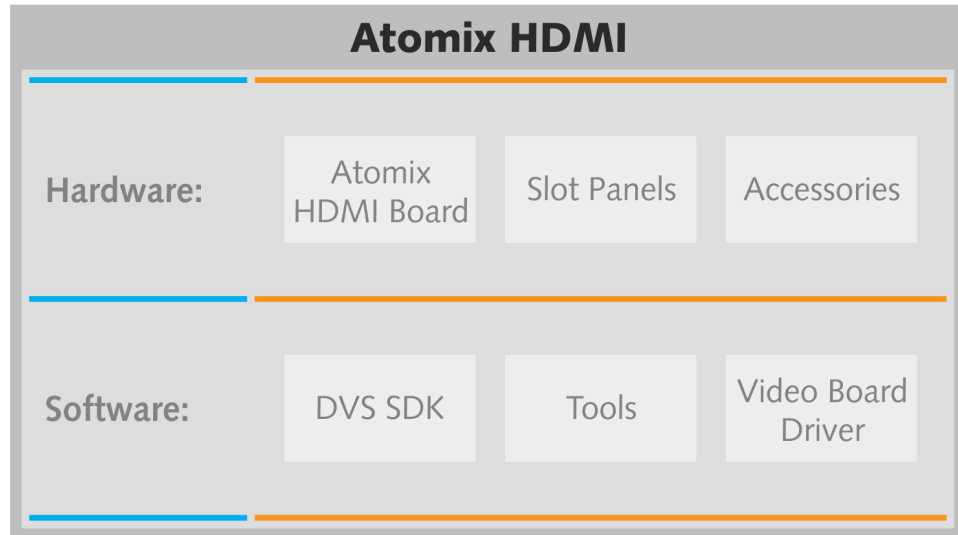 Atomix HDMI
Hardware:
Atomix
HDMI Board
Slot Panels
Accessories
Software:
DVS SDK
Tools
Video Board
Driver